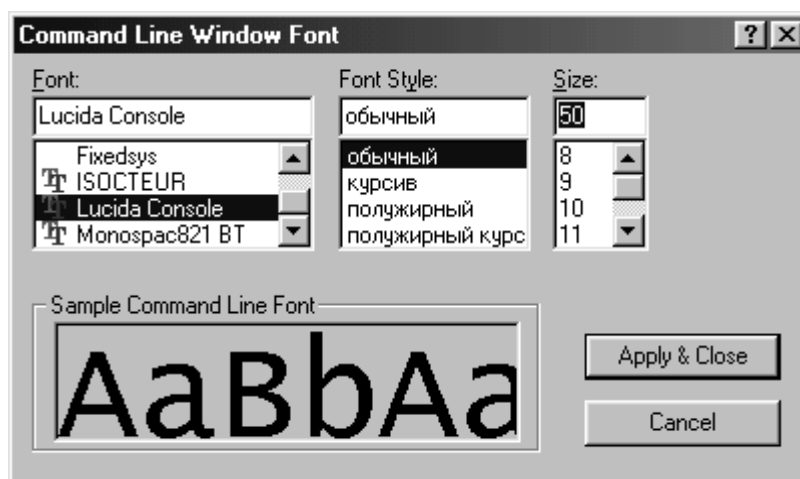 Command Line Window Font
Font:
Lucida Console
Fixedsys
ISOCTEUR
Lucida Console
Monospac821 BT
Font Style:
обычный
обычный
курсив
полужирный
полужирный курс
Size:
50
8
9
10
11
Sample Command Line Font
AaBbAa
Apply & Close
Cancel